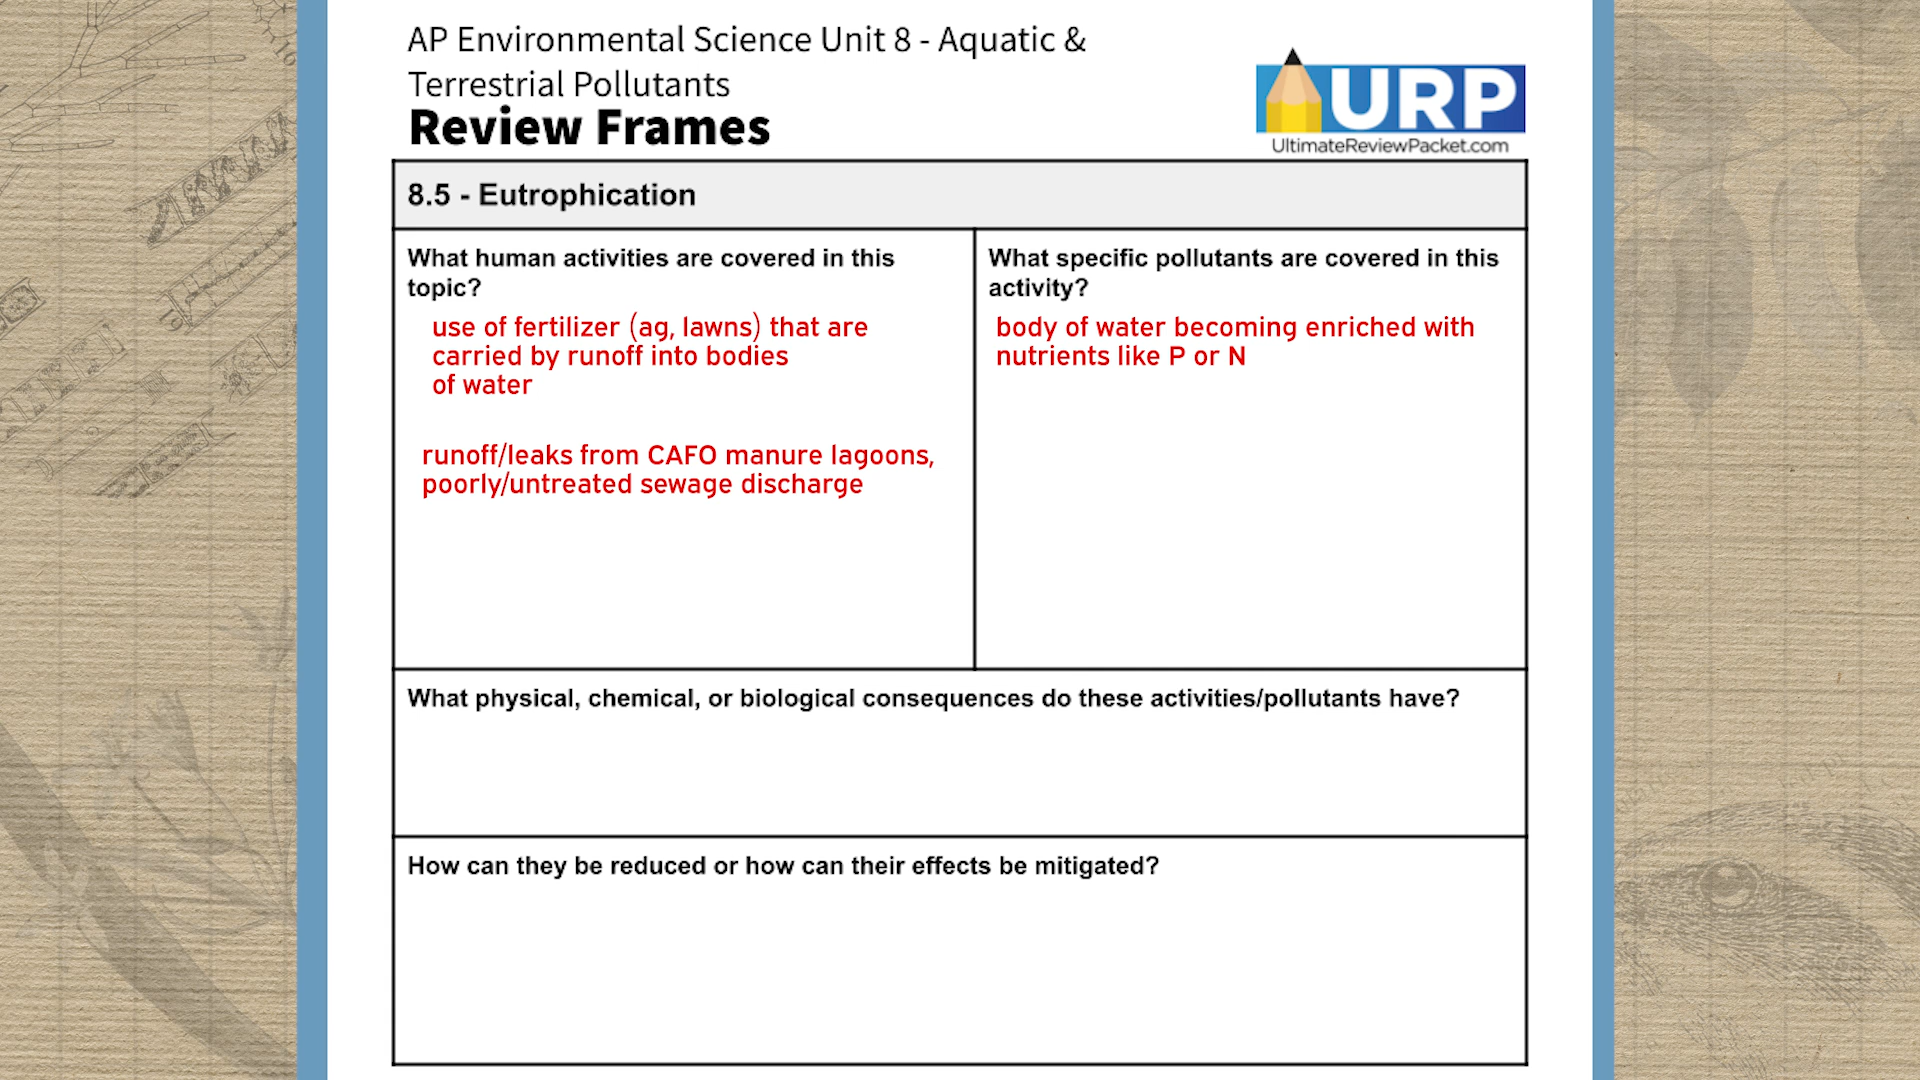 AP Environmental Science Unit 8 - Aquatic &
Terrestrial Pollutants
Review Frames
URP
UltimateReviewPacket.com
8.5 - Eutrophication
What human activities are covered in this
topic?
use of fertilizer (ag, lawns) that are
carried by runoff into bodies
of water
runoff/leaks from CAFO manure lagoons,
poorly/untreated sewage discharge
What specific pollutants are covered in this
activity?
body of water becoming enriched with
nutrients like P or N
What physical, chemical, or biological consequences do these activities/pollutants have?
How can they be reduced or how can their effects be mitigated?